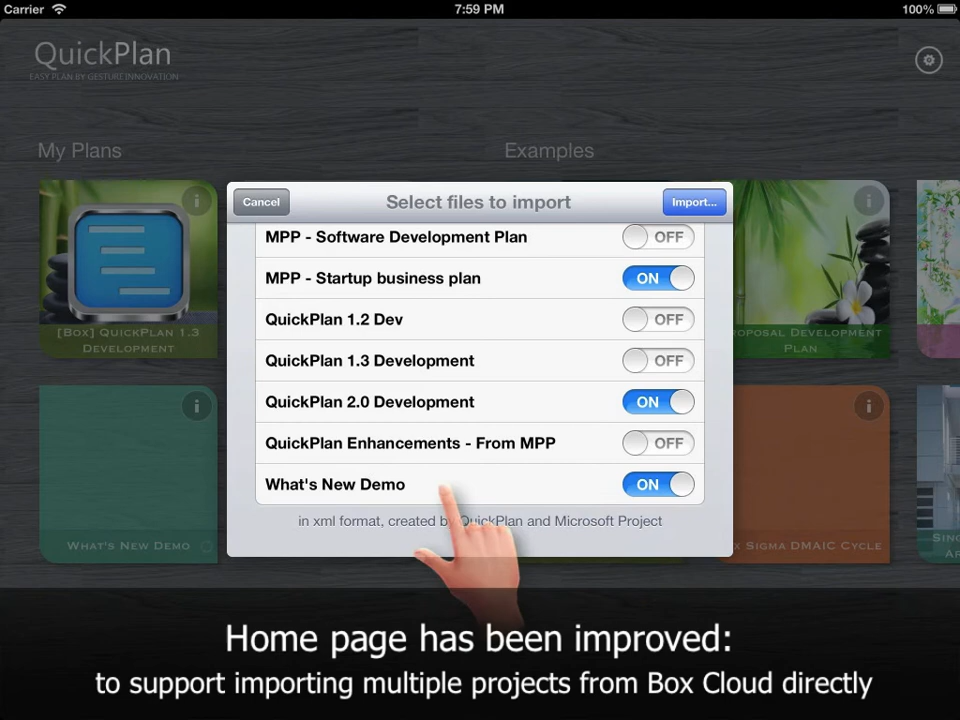 Carrier
7:59 PM
100%
QuickPlan
EASY PLAN BY GESTURE INNOVATION
My Plans
Examples
Cancel
Select files to import
Import...
MPP - Software Development Plan
OFF
MPP - Startup business plan
ON
QuickPlan 1.2 Dev
OFF
QuickPlan 1.3 Development
OFF
QuickPlan 2.0 Development
ON
QuickPlan Enhancements - From MPP
OFF
What's New Demo
ON
in xml format, created by QuickPlan and Microsoft Project
[Box] QuickPlan 1.3
Development
Development
Plan
What's New Demo
Sigma DMAIC Cycle
Home page has been improved:
to support importing multiple projects from Box Cloud directly